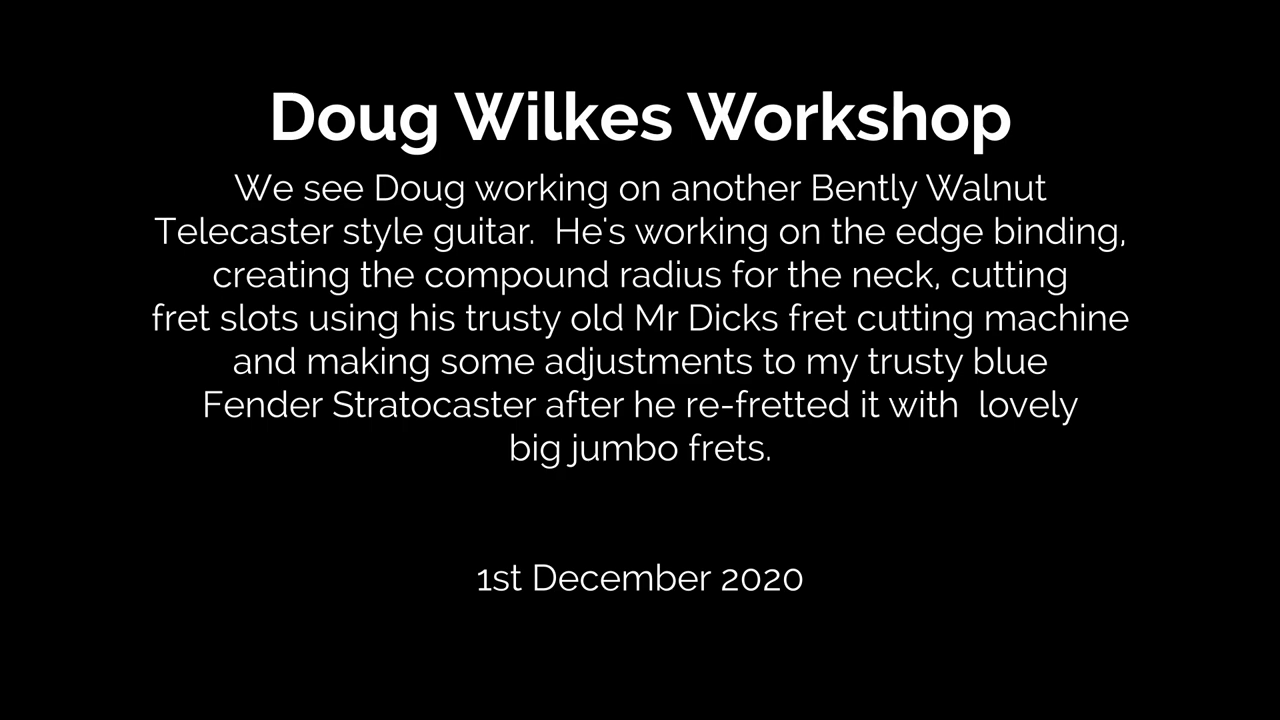 Doug Wilkes Workshop
We see Doug working on another Bently Walnut
Telecaster style guitar.  He's working on the edge binding,
creating the compound radius for the neck, cutting
fret slots using his trusty old Mr Dicks fret cutting machine
and making some adjustments to my trusty blue
Fender Stratocaster after he re-fretted it with  lovely
big jumbo frets.
1st December 2020